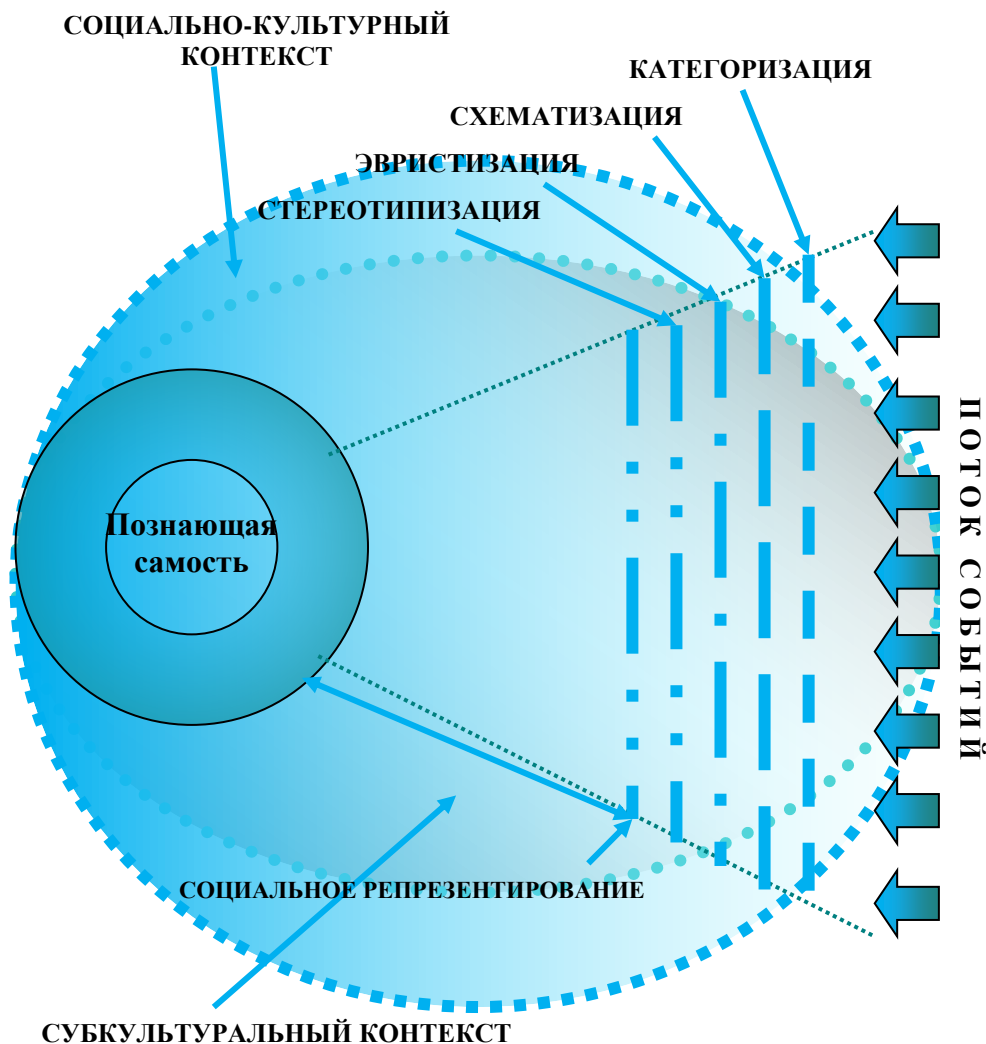 СОЦИАЛЬНО-КУЛЬТУРНЫЙ
КОНТЕКСТ
КАТЕГОРИЗАЦИЯ
СХЕМАТИЗАЦИЯ
ЭВРИСТИЗАЦИЯ
СТЕРЕОТИПИЗАЦИЯ
ПОТОК СОБЫТИЙ
Познающая
самость
СОЦИАЛЬНОЕ РЕПРЕЗЕНТИРОВАНИЕ
СУБКУЛЬТУРАЛЬНЫЙ КОНТЕКСТ